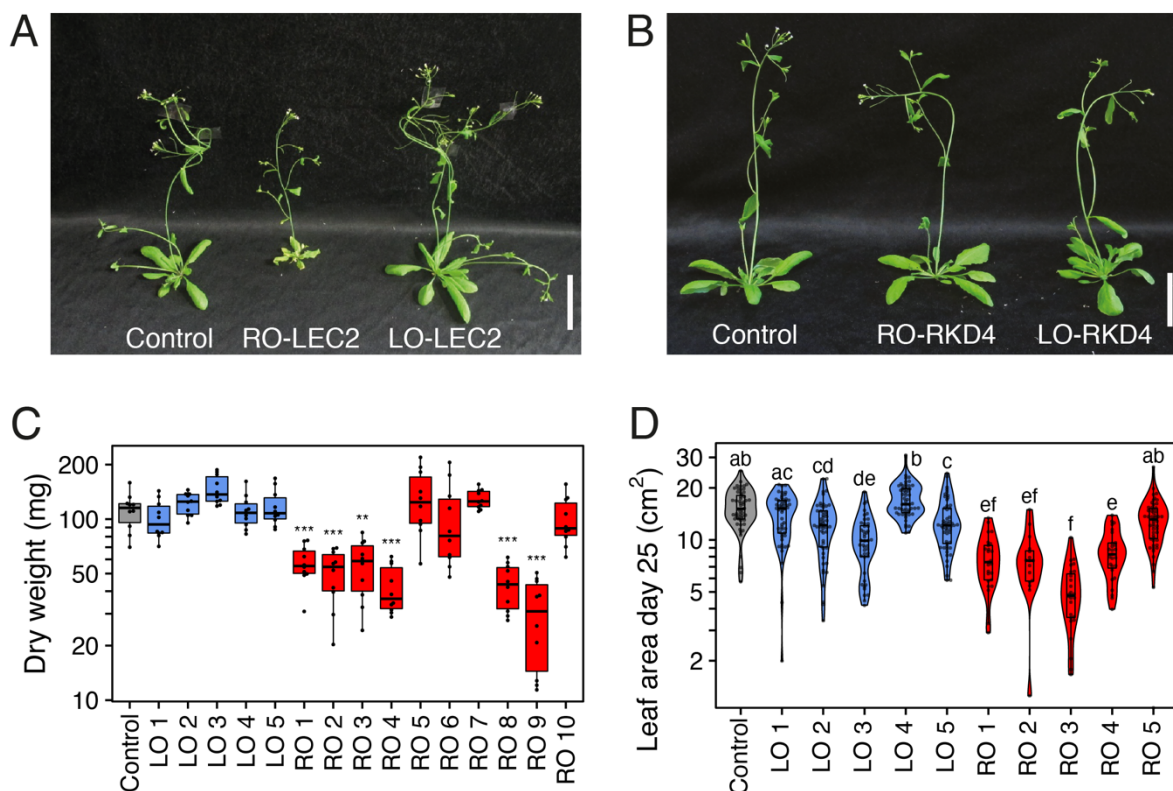 A
Control RO-LEC2 LO-LEC2
B
Control RO-RKD4 LO-RKD4
C
Dry weight (mg)
200
100
50
20
10
***
***
**
***
***
***
Control
LO 1
LO 2
LO 3
LO 4
LO 5
RO 1
RO 2
RO 3
RO 4
RO 5
RO 6
RO 7
RO 8
RO 9
RO 10
D
Leaf area day 25 (cm²)
30
20
10
5
2
ab
ac
cd
de
b
c
ef
ef
f
e
ab
Control
LO 1
LO 2
LO 3
LO 4
LO 5
RO 1
RO 2
RO 3
RO 4
RO 5